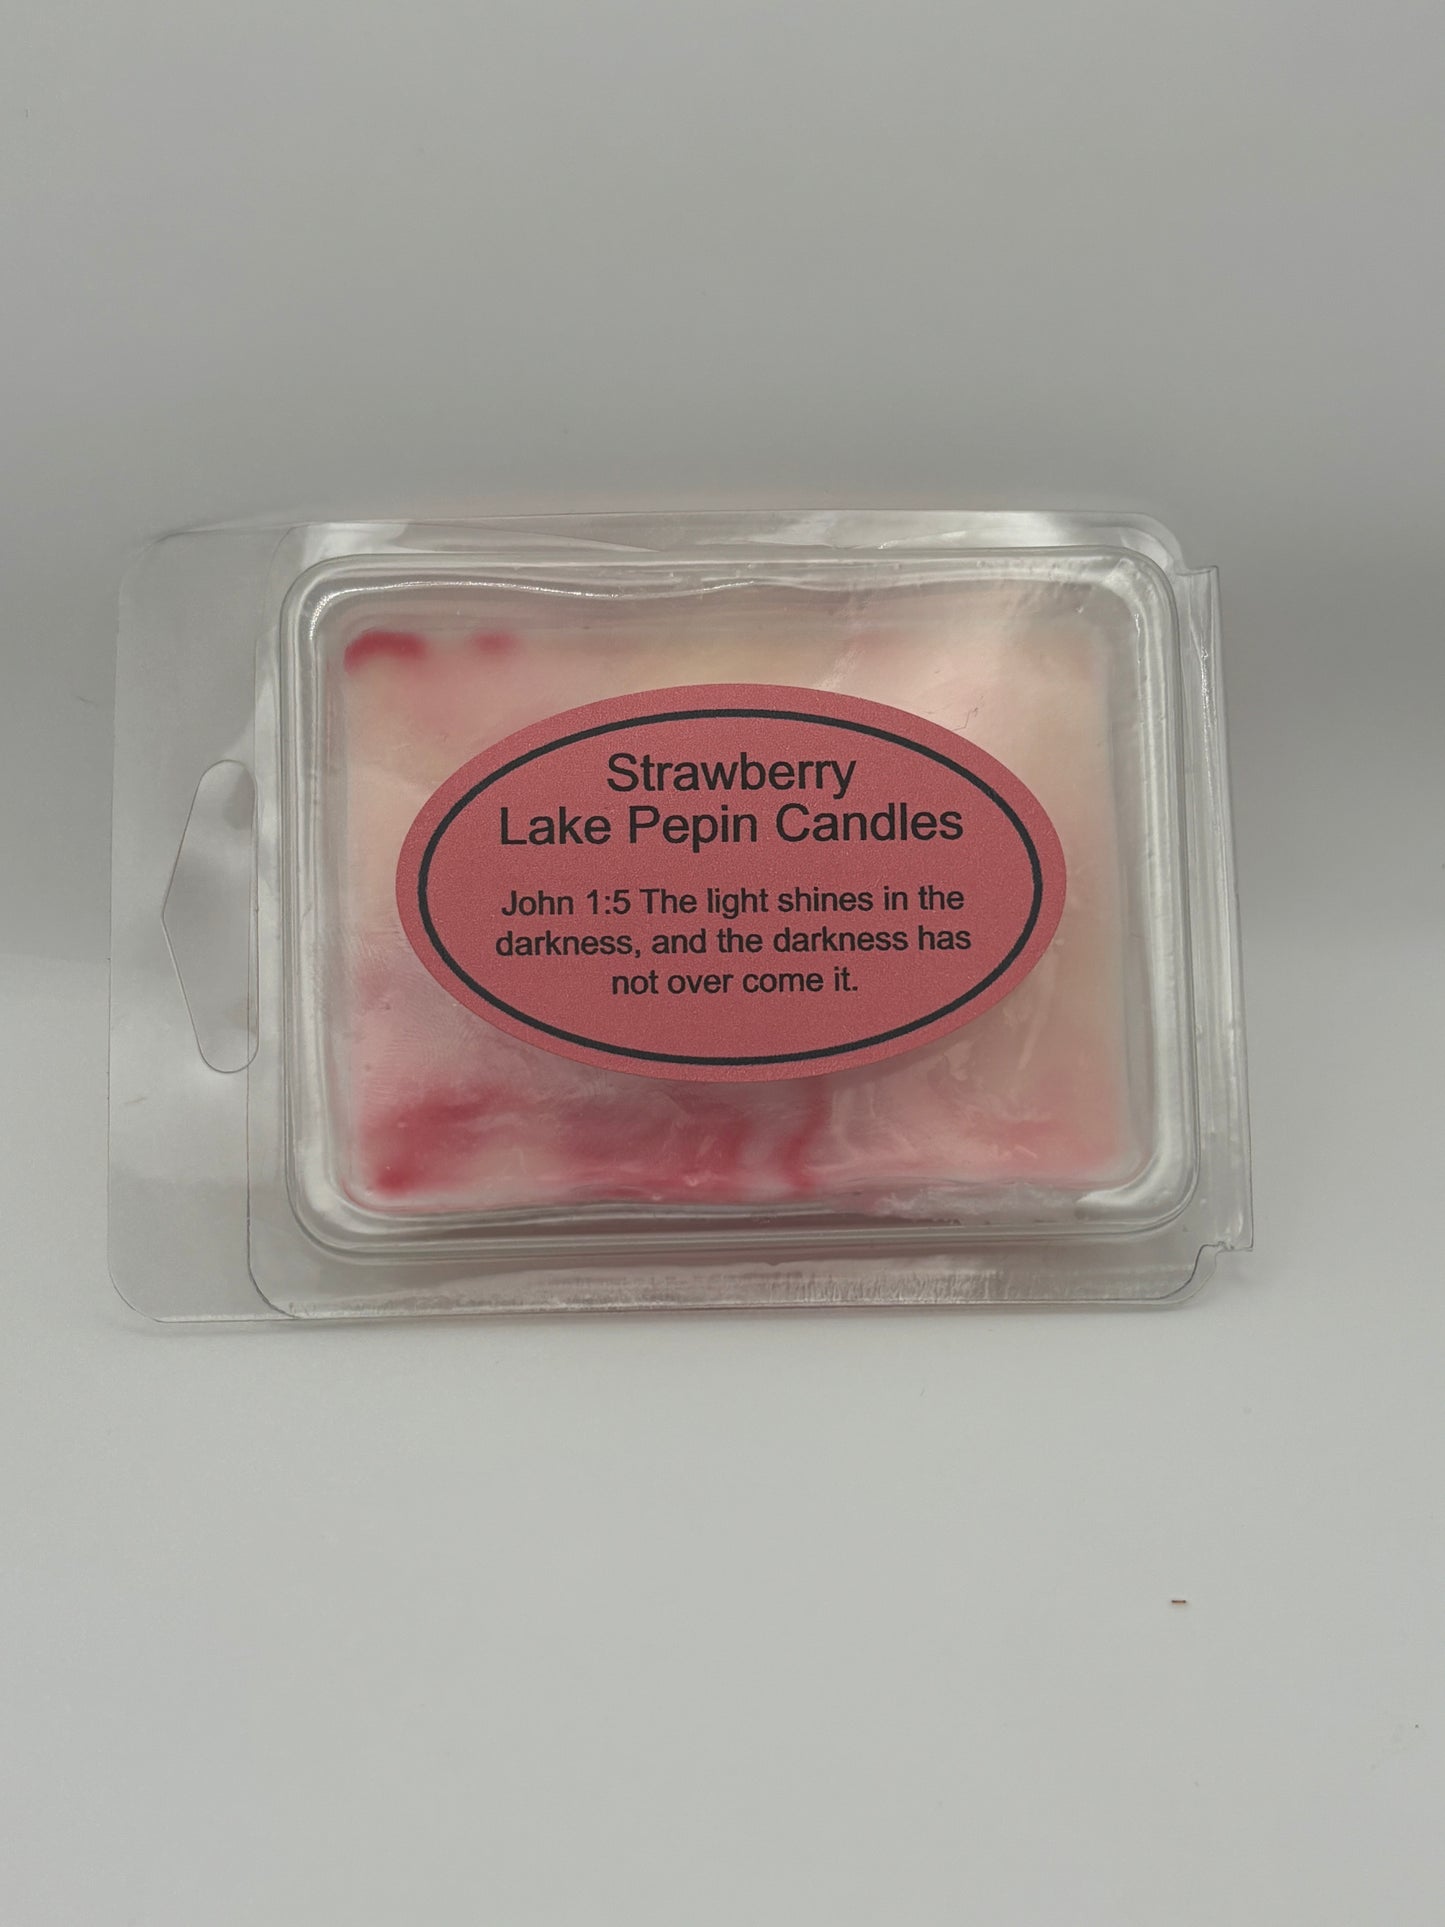 Strawberry
Lake Pepin Candles
John 1:5 The light shines in the
darkness, and the darkness has
not over come it.